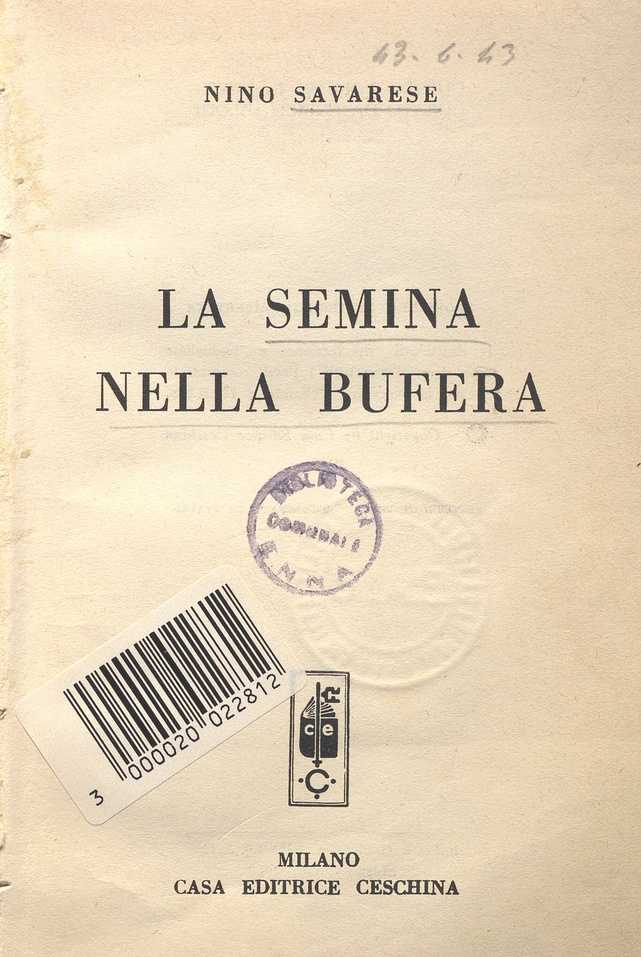 43. 6. 43
NINO SAVARESE
LA SEMINA
NELLA BUFERA
BIBLIOTECA
COMUNALE
ENNA
3 000020 022812
c e
C
MILANO
CASA EDITRICE CESCHINA